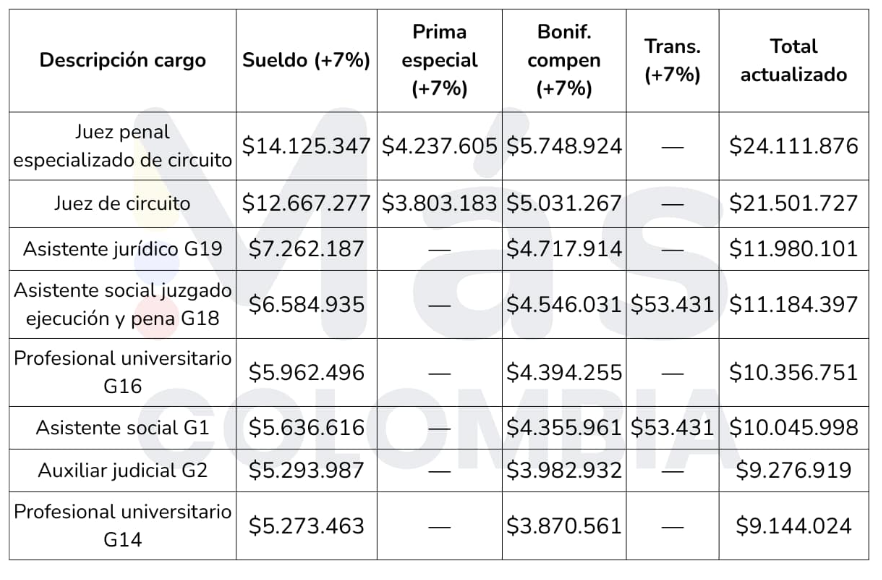 Descripción cargo Sueldo (+7%) Prima especial (+7%) Bonif. compen (+7%) Trans. (+7%) Total actualizado
Juez penal especializado de circuito $14.125.347 $4.237.605 $5.748.924 — $24.111.876
Juez de circuito $12.667.277 $3.803.183 $5.031.267 — $21.501.727
Asistente jurídico G19 $7.262.187 — $4.717.914 — $11.980.101
Asistente social juzgado ejecución y pena G18 $6.584.935 — $4.546.031 $53.431 $11.184.397
Profesional universitario G16 $5.962.496 — $4.394.255 — $10.356.751
Asistente social G1 $5.636.616 — $4.355.961 $53.431 $10.045.998
Auxiliar judicial G2 $5.293.987 — $3.982.932 — $9.276.919
Profesional universitario G14 $5.273.463 — $3.870.561 — $9.144.024
Más
COLOMBIA